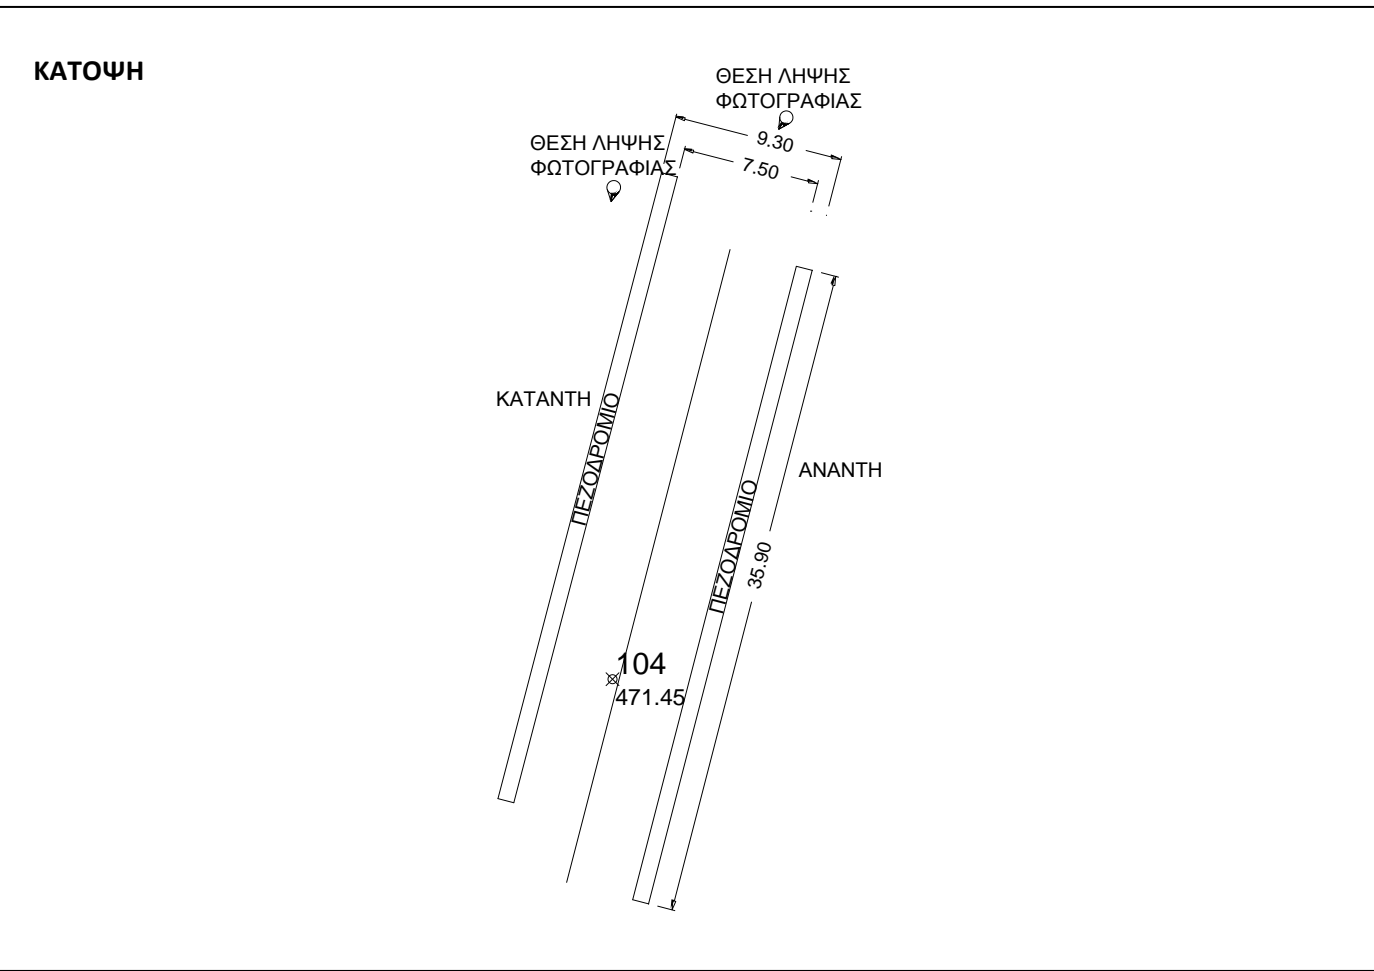 ΚΑΤΟΨΗ
ΘΕΣΗ ΛΗΨΗΣ
ΦΩΤΟΓΡΑΦΙΑΣ
9.30
ΘΕΣΗ ΛΗΨΗΣ
ΦΩΤΟΓΡΑΦΙΑΣ
7.50
ΚΑΤΑΝΤΗ
ΠΕΖΟΔΡΟΜΙΟ
ΑΝΑΝΤΗ
ΠΕΖΟΔΡΟΜΙΟ
35.90
104
471.45